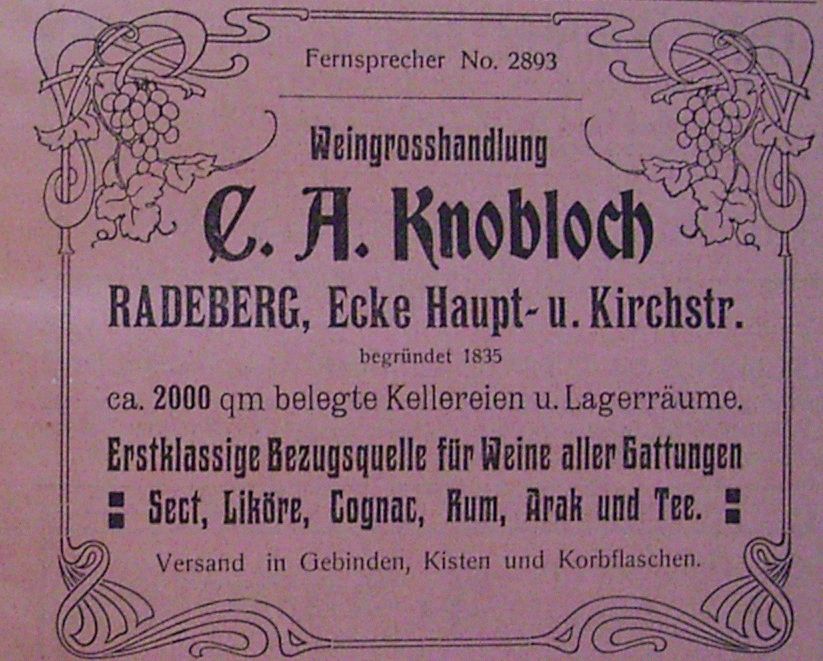 Fernsprecher No. 2893
Weingrosshandlung
C. A. Knobloch
RADEBERG, Ecke Haupt- u. Kirchstr.
begründet 1835
ca. 2000 qm belegte Kellereien u. Lagerräume.
Erstklassige Bezugsquelle für Weine aller Gattungen
Sect, Liköre, Cognac, Rum, Arak und Tee.
Versand in Gebinden, Kisten und Korbflaschen.